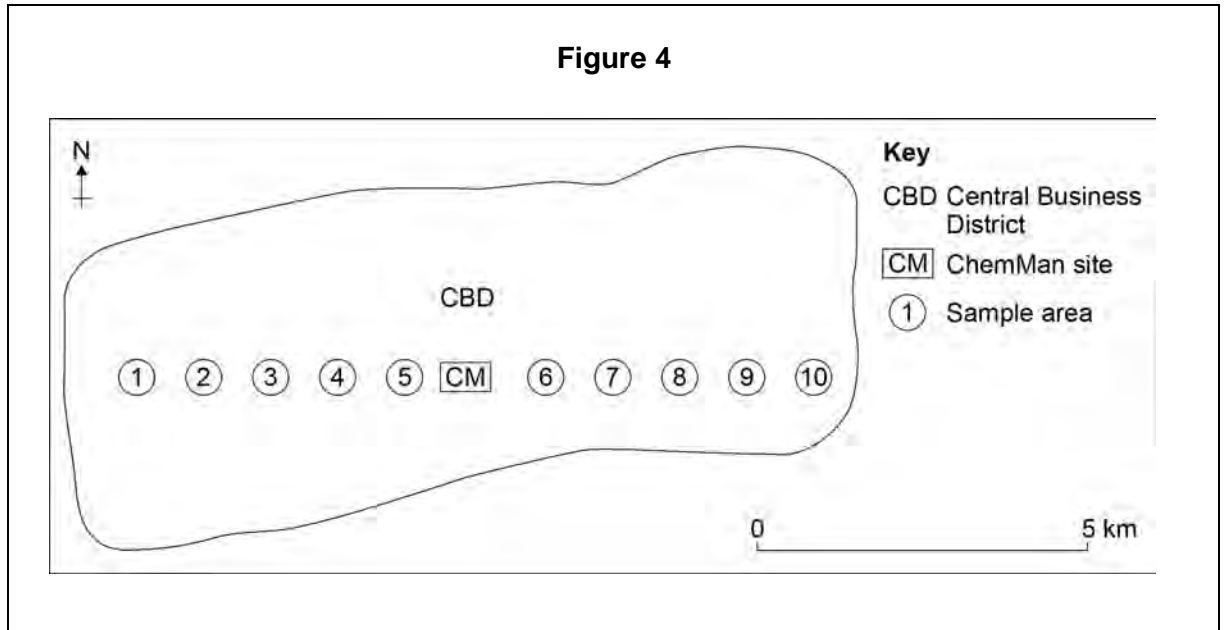 Figure 4
N
Key
CBD Central Business
District
CM ChemMan site
1 Sample area
CBD
1 2 3 4 5 CM 6 7 8 9 10
0 5 km